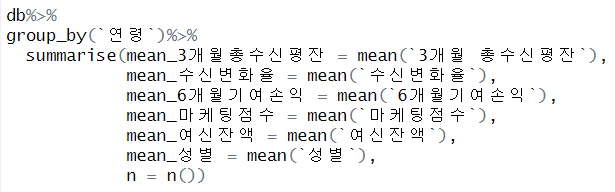 db%>%
group_by(`연령`)%>%
summarise(mean_3개월총수신평잔 = mean(`3개월 총수신평잔`),
mean_수신변화율 = mean(`수신변화율`),
mean_6개월기여손익 = mean(`6개월기여손익`),
mean_마케팅점수 = mean(`마케팅점수`),
mean_여신잔액 = mean(`여신잔액`),
mean_성별 = mean(`성별`),
n = n())